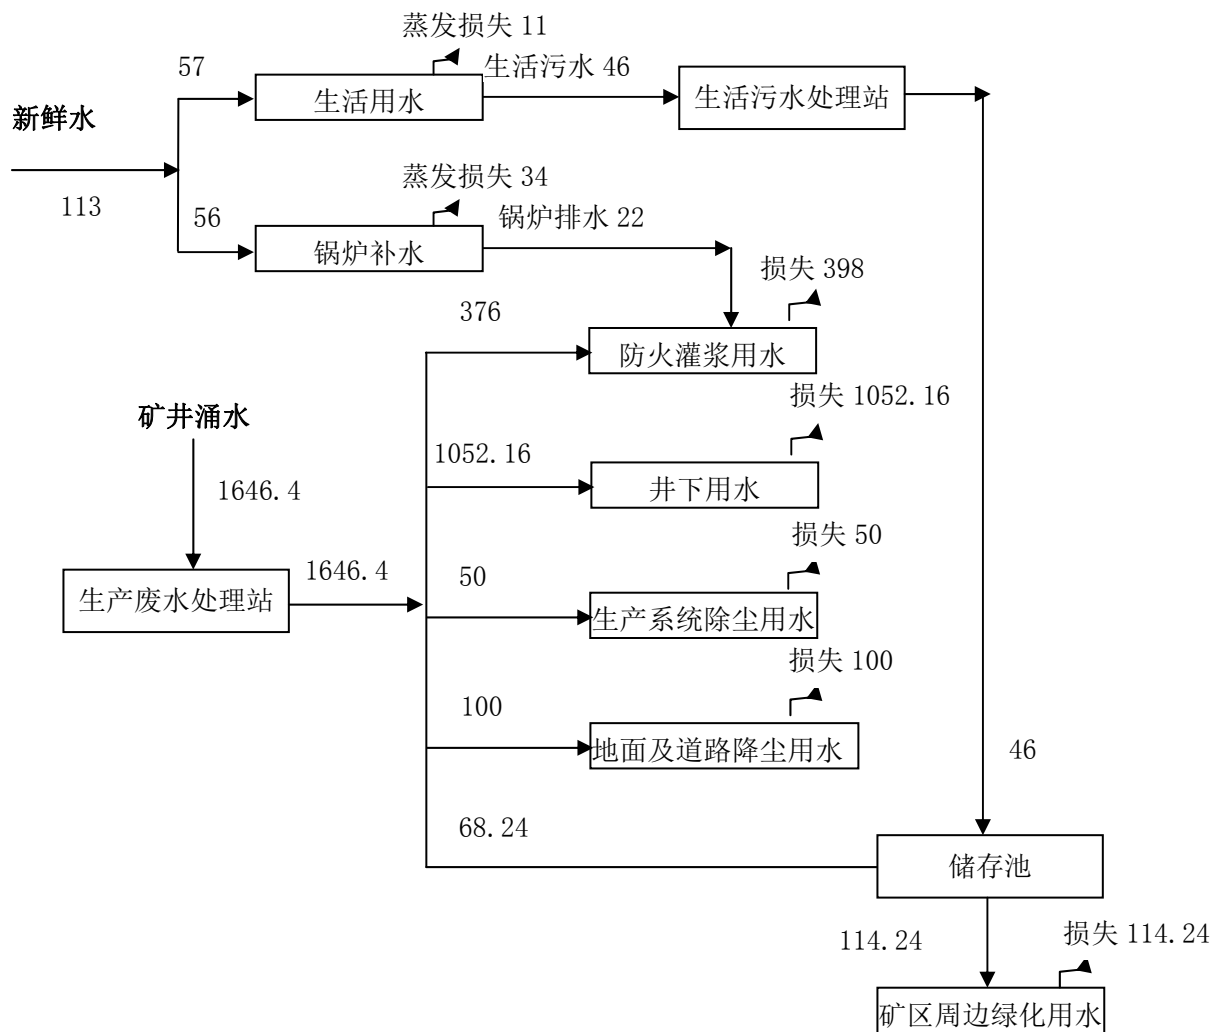 蒸发损失 11
57
生活污水 46
生活用水
生活污水处理站
新鲜水
113
蒸发损失 34
56
锅炉排水 22
锅炉补水
损失 398
376
防火灌浆用水
损失 1052.16
矿井涌水
1052.16
1646.4
井下用水
损失 50
1646.4
50
生产废水处理站
生产系统除尘用水
损失 100
100
地面及道路降尘用水
46
68.24
储存池
114.24
损失 114.24
矿区周边绿化用水